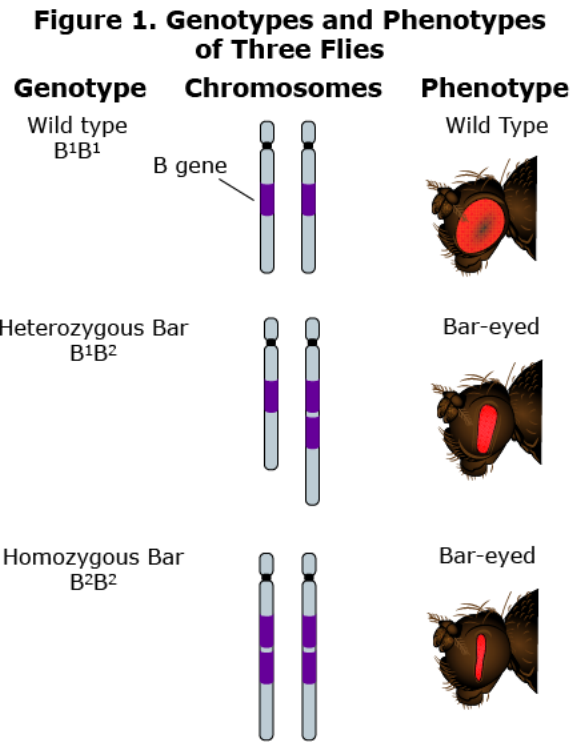 Figure 1. Genotypes and Phenotypes
of Three Flies
Genotype Chromosomes Phenotype
Wild type
B¹B¹
B gene
Wild Type
Heterozygous Bar
B¹B²
Bar-eyed
Homozygous Bar
B²B²
Bar-eyed